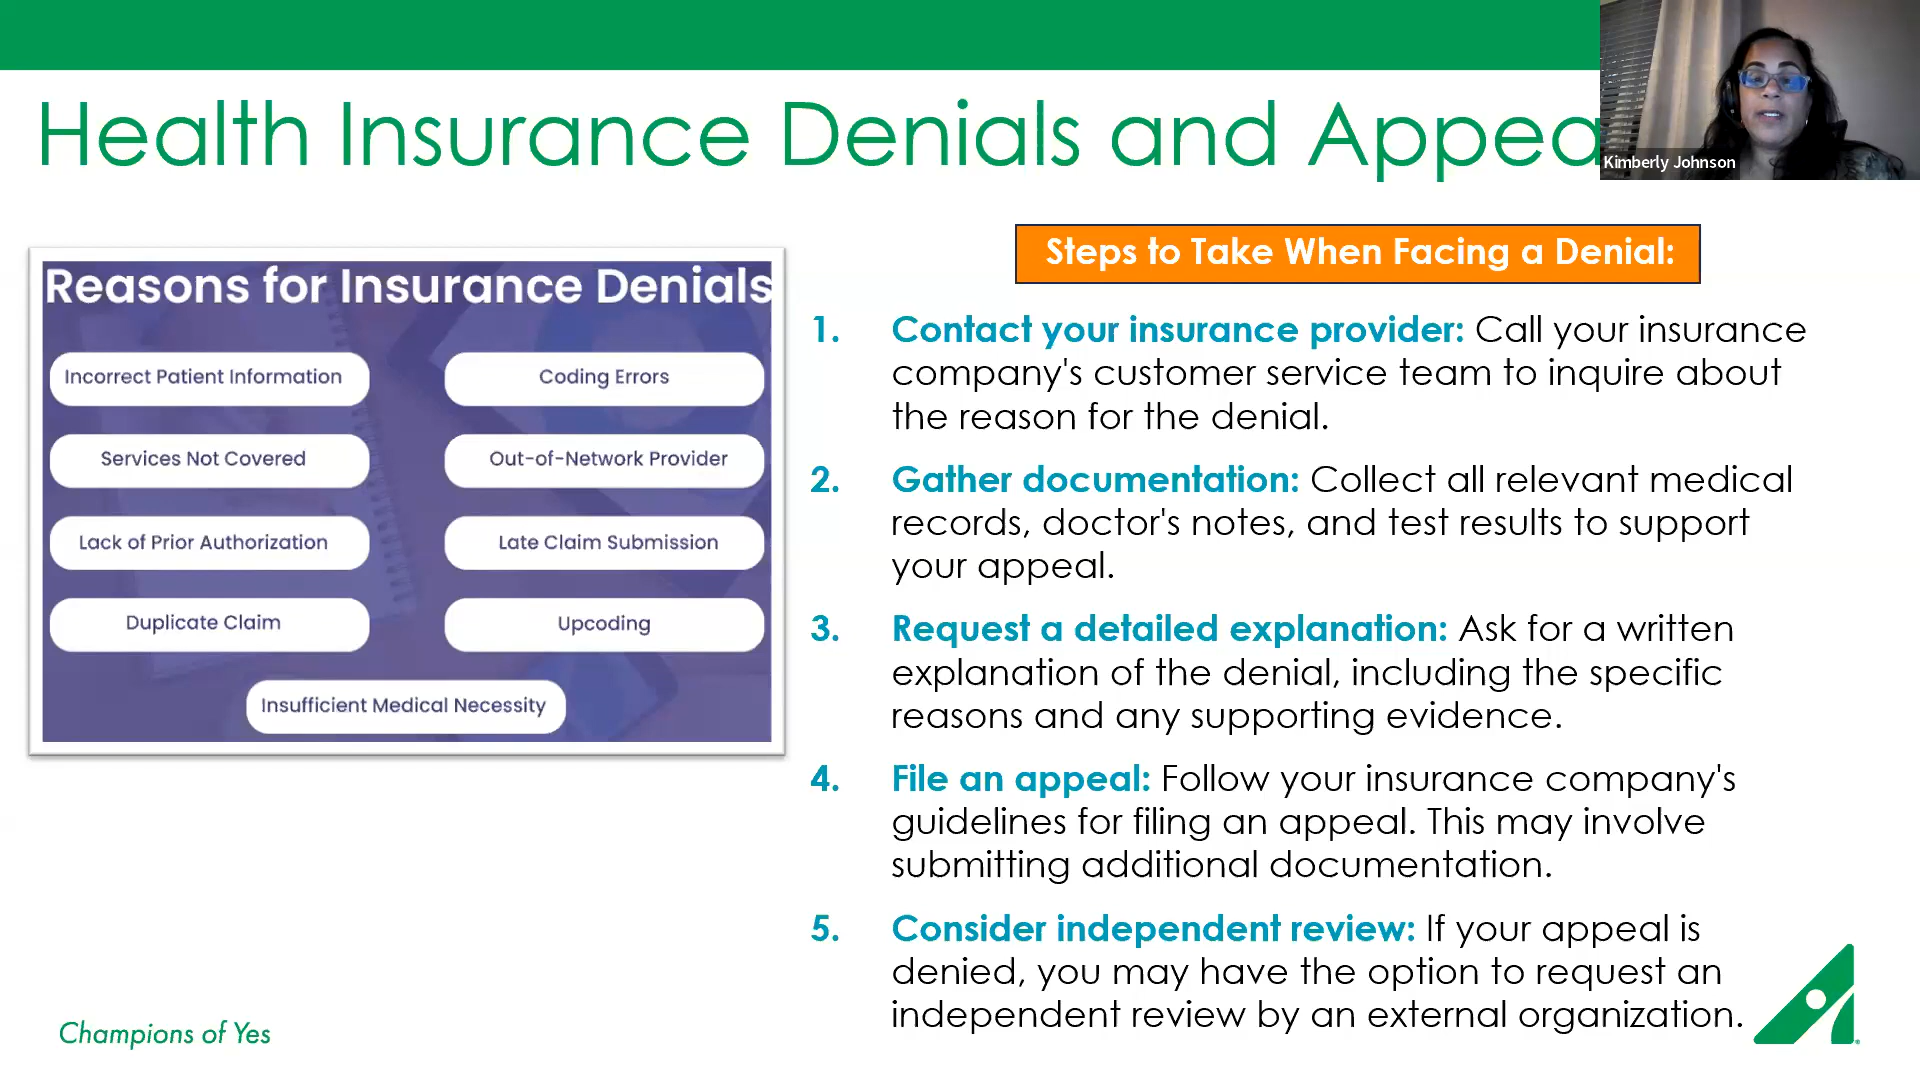 Health Insurance Denials and Appea
Kimberly Johnson
Reasons for Insurance Denials
Incorrect Patient Information
Coding Errors
Services Not Covered
Out-of-Network Provider
Lack of Prior Authorization
Late Claim Submission
Duplicate Claim
Upcoding
Insufficient Medical Necessity
Steps to Take When Facing a Denial:
1. Contact your insurance provider: Call your insurance
company's customer service team to inquire about
the reason for the denial.
2. Gather documentation: Collect all relevant medical
records, doctor's notes, and test results to support
your appeal.
3. Request a detailed explanation: Ask for a written
explanation of the denial, including the specific
reasons and any supporting evidence.
4. File an appeal: Follow your insurance company's
guidelines for filing an appeal. This may involve
submitting additional documentation.
5. Consider independent review: If your appeal is
denied, you may have the option to request an
independent review by an external organization.
Champions of Yes